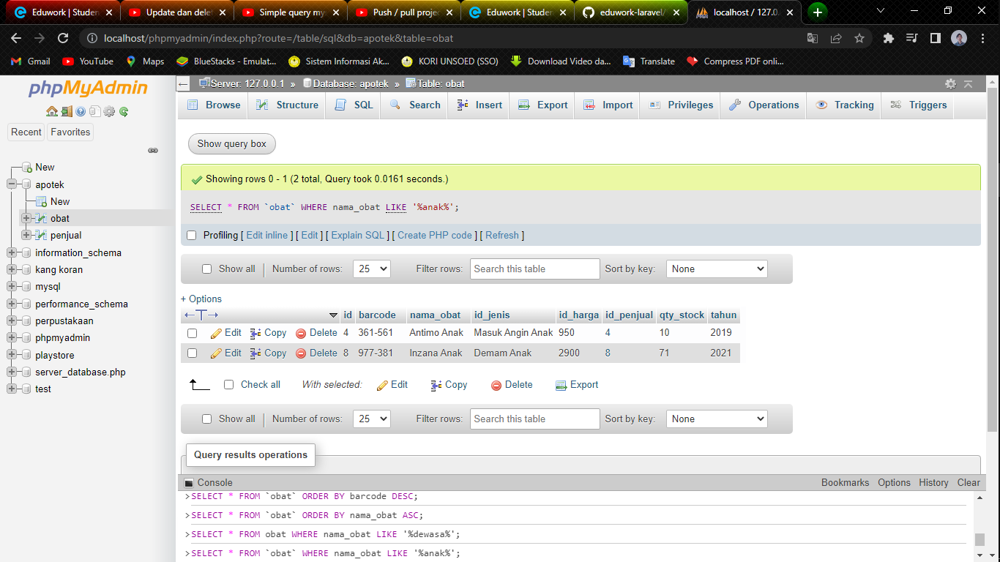 Eduwork | Studen
Update dan delet
Simple query my
Push / pull projec
Eduwork | Studen
eduwork-laravel/
localhost / 127.0.
localhost/phpmyadmin/index.php?route=/table/sql&db=apotek&table=obat
Gmail
YouTube
Maps
BlueStacks - Emulat...
Sistem Informasi Ak...
KORI UNSOED (SSO)
Download Video da...
Translate
Compress PDF onli...
phpMyAdmin
Recent
Favorites
New
apotek
New
obat
penjual
information_schema
kang koran
mysql
performance_schema
perpustakaan
phpmyadmin
playstore
server_database.php
test
Server: 127.0.0.1 » Database: apotek » Table: obat
Browse
Structure
SQL
Search
Insert
Export
Import
Privileges
Operations
Tracking
Triggers
Show query box
Showing rows 0 - 1 (2 total, Query took 0.0161 seconds.)
SELECT * FROM `obat` WHERE nama_obat LIKE '%anak%';
Profiling [ Edit inline ] [ Edit ] [ Explain SQL ] [ Create PHP code ] [ Refresh ]
Show all | Number of rows: 25 Filter rows: Search this table Sort by key: None
+ Options
←T→ id barcode nama_obat id_jenis id_harga id_penjual qty_stock tahun
Edit Copy Delete 4 361-561 Antimo Anak Masuk Angin Anak 950 4 10 2019
Edit Copy Delete 8 977-381 Inzana Anak Demam Anak 2900 8 71 2021
Check all With selected: Edit Copy Delete Export
Show all | Number of rows: 25 Filter rows: Search this table Sort by key: None
Query results operations
Console Bookmarks Options History Clear
>SELECT * FROM `obat` ORDER BY barcode DESC;
>SELECT * FROM `obat` ORDER BY nama_obat ASC;
>SELECT * FROM obat WHERE nama_obat LIKE '%dewasa%';
>SELECT * FROM `obat` WHERE nama_obat LIKE '%anak%';